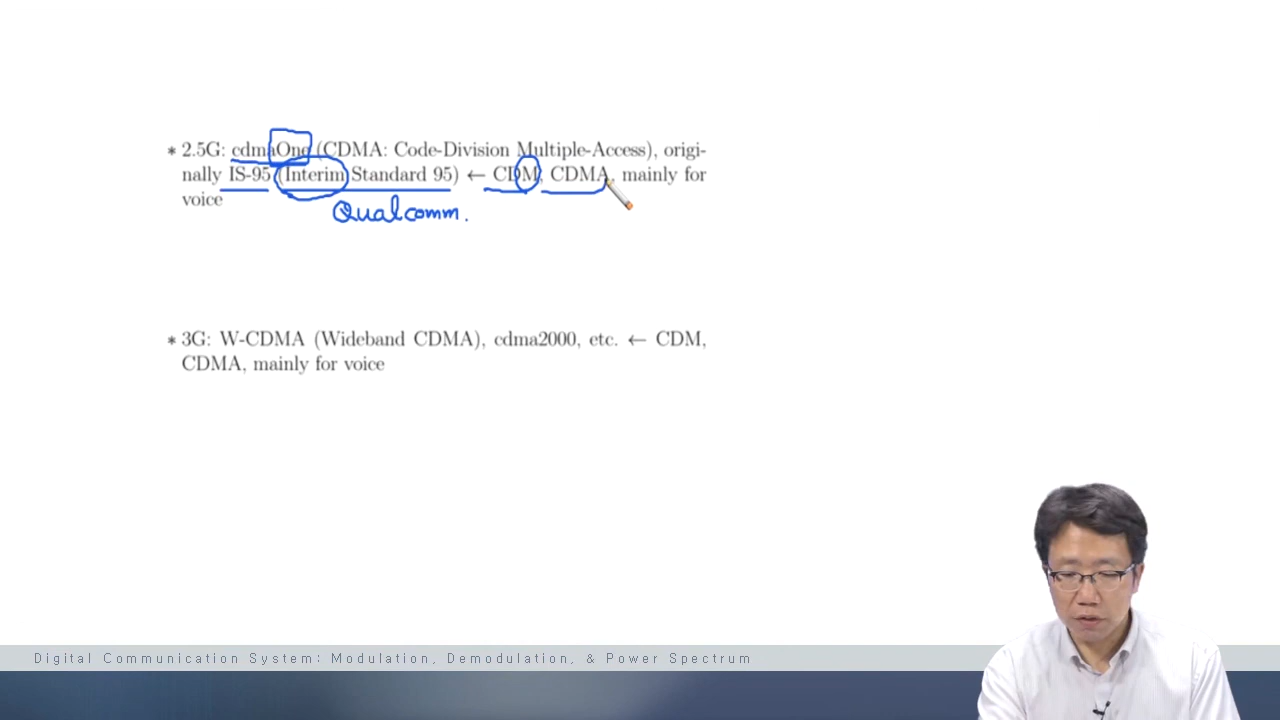 ∗ 2.5G: cdmaOne (CDMA: Code-Division Multiple-Access), origi-
nally IS-95 (Interim Standard 95) ← CDM, CDMA, mainly for
voice
Qualcomm.
∗ 3G: W-CDMA (Wideband CDMA), cdma2000, etc. ← CDM,
CDMA, mainly for voice
Digital Communication System: Modulation, Demodulation, & Power Spectrum